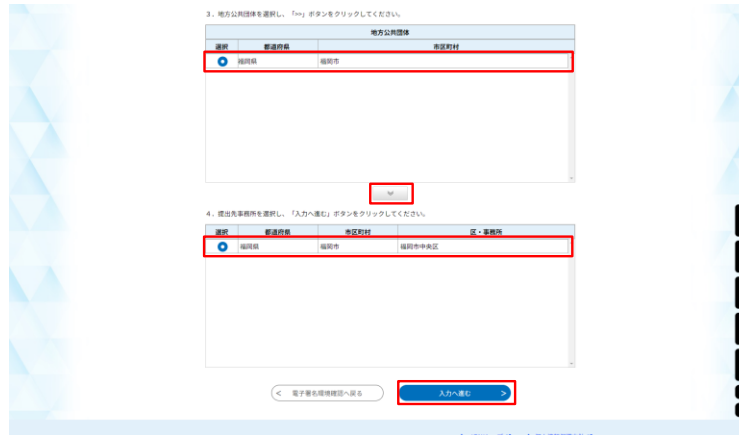 3．地方公共団体を選択し、「>>」ボタンをクリックしてください。
地方公共団体
選択 都道府県 市区町村
福岡県 福岡市
4．提出先事務所を選択し、「入力へ進む」ボタンをクリックしてください。
選択 都道府県 市区町村 区・事務所
福岡県 福岡市 福岡市中央区
< 電子署名環境確認へ戻る 入力へ進む >